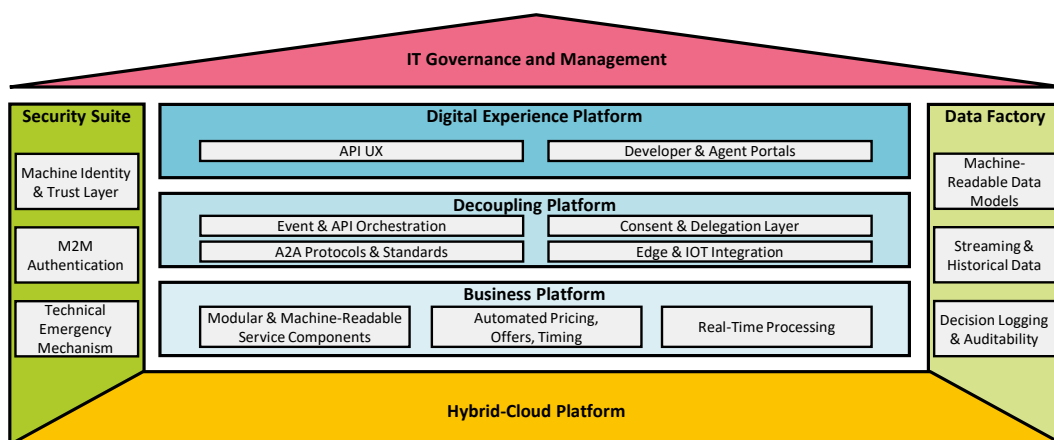 IT Governance and Management
Security Suite
Machine Identity
& Trust Layer
M2M
Authentication
Technical
Emergency
Mechanism
Digital Experience Platform
API UX
Developer & Agent Portals
Decoupling Platform
Event & API Orchestration
Consent & Delegation Layer
A2A Protocols & Standards
Edge & IOT Integration
Business Platform
Modular & Machine-Readable
Service Components
Automated Pricing,
Offers, Timing
Real-Time Processing
Data Factory
Machine-
Readable Data
Models
Streaming &
Historical Data
Decision Logging
& Auditability
Hybrid-Cloud Platform